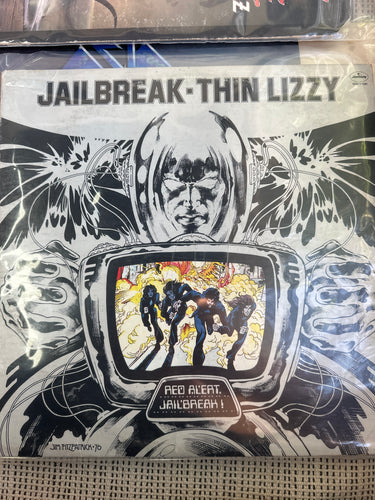 JAILBREAK·THIN LIZZY
RED ALERT.
JAILBREAK!
JIM FITZPATRICK·76